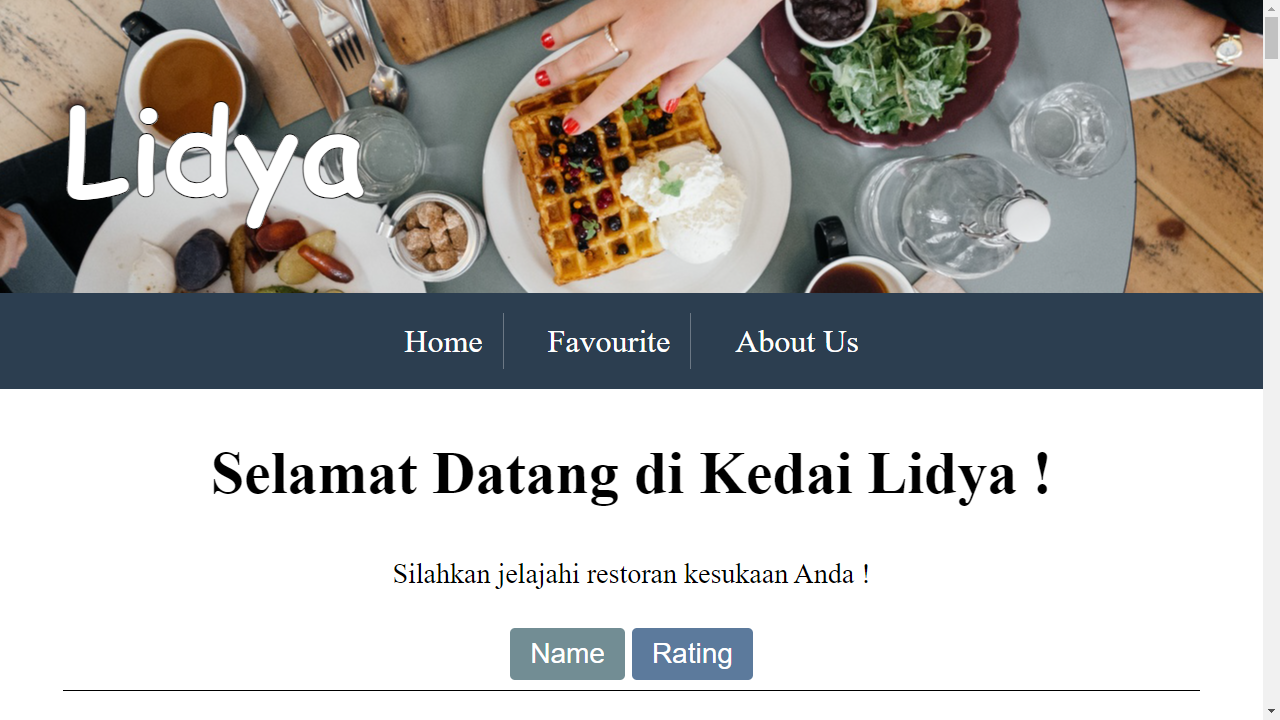 Lidya
Home
Favourite
About Us
Selamat Datang di Kedai Lidya !
Silahkan jelajahi restoran kesukaan Anda !
Name
Rating